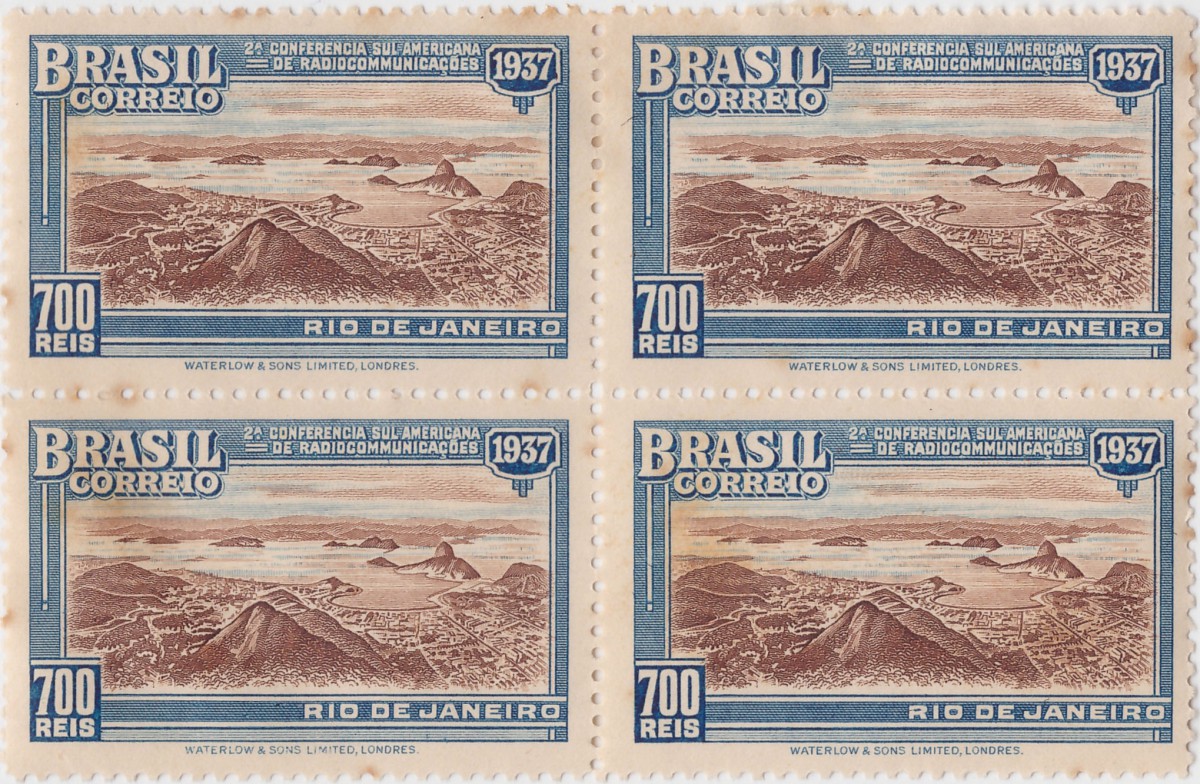 BRASIL
CORREIO
2ª CONFERENCIA SUL-AMERICANA
DE RADIOCOMMUNICAÇÕES
1937
700
REIS
RIO DE JANEIRO
WATERLOW & SONS LIMITED, LONDRES.
BRASIL
CORREIO
2ª CONFERENCIA SUL-AMERICANA
DE RADIOCOMMUNICAÇÕES
1937
700
REIS
RIO DE JANEIRO
WATERLOW & SONS LIMITED, LONDRES.
BRASIL
CORREIO
2ª CONFERENCIA SUL-AMERICANA
DE RADIOCOMMUNICAÇÕES
1937
700
REIS
RIO DE JANEIRO
WATERLOW & SONS LIMITED, LONDRES.
BRASIL
CORREIO
2ª CONFERENCIA SUL-AMERICANA
DE RADIOCOMMUNICAÇÕES
1937
700
REIS
RIO DE JANEIRO
WATERLOW & SONS LIMITED, LONDRES.